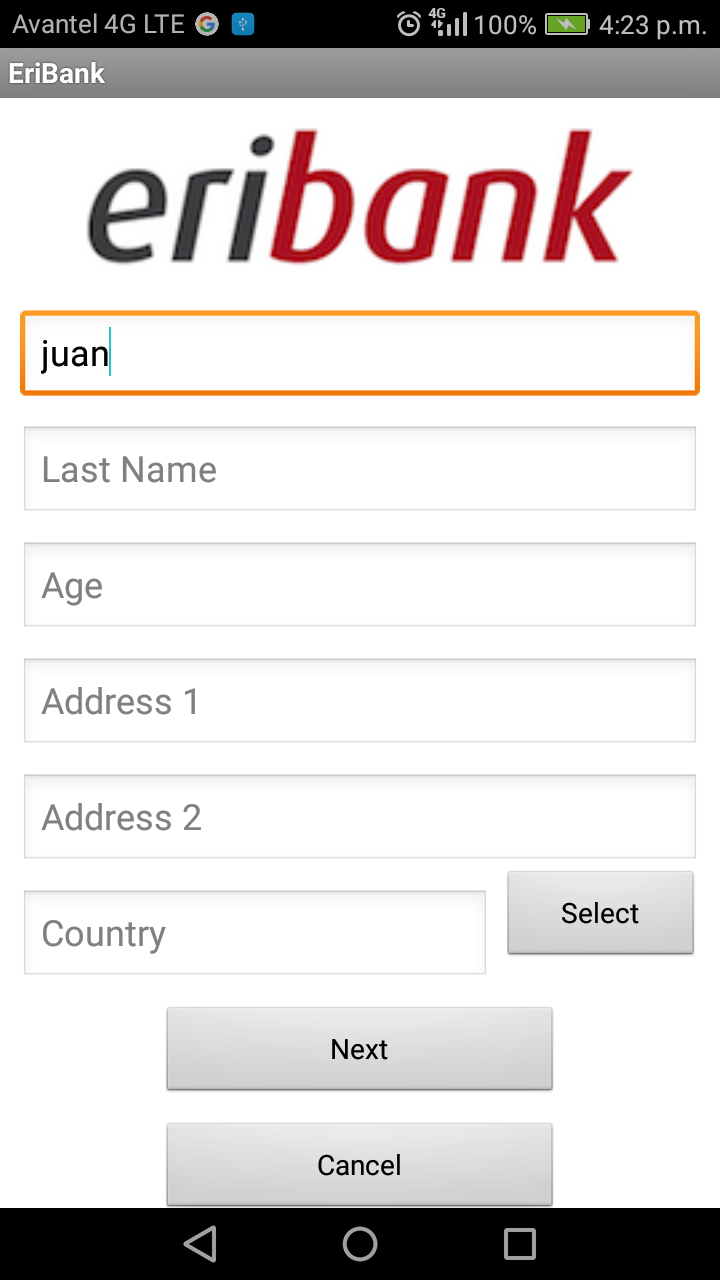 Avantel 4G LTE 4G 100% 4:23 p.m.
EriBank
eribank
juan
Last Name
Age
Address 1
Address 2
Country
Select
Next
Cancel